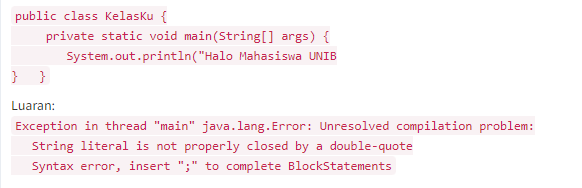 public class KelasKu {
private static void main(String[] args) {
System.out.println("Halo Mahasiswa UNIB
} }
Luaran:
Exception in thread "main" java.lang.Error: Unresolved compilation problem:
String literal is not properly closed by a double-quote
Syntax error, insert ";" to complete BlockStatements